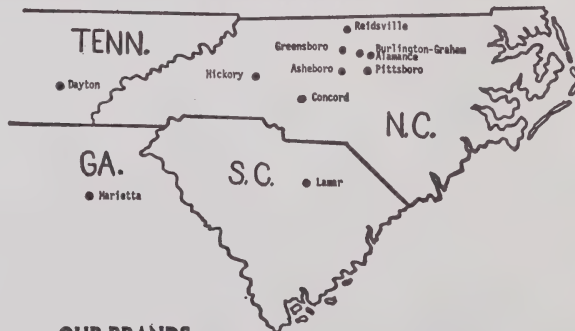 Reidsville
TENN.
Greensboro
Burlington-Graham
Alamance
Dayton
Hickory
Asheboro
Pittsboro
Concord
N.C.
GA.
S.C.
Lamar
Marietta
OUR BRANDS